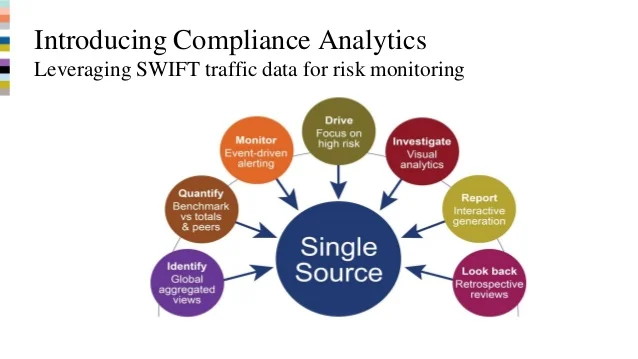 Introducing Compliance Analytics
Leveraging SWIFT traffic data for risk monitoring
Identify
Global
aggregated
views
Quantify
Benchmark
vs totals
& peers
Monitor
Event-driven
alerting
Drive
Focus on
high risk
Investigate
Visual
analytics
Report
Interactive
generation
Look back
Retrospective
reviews
Single
Source